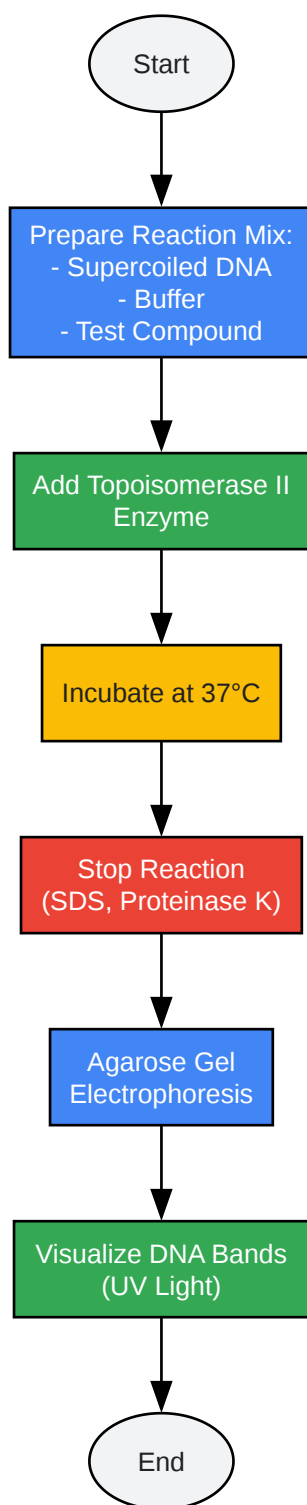 Start
Prepare Reaction Mix:
- Supercoiled DNA
- Buffer
- Test Compound
Add Topoisomerase II
Enzyme
Incubate at 37°C
Stop Reaction
(SDS, Proteinase K)
Agarose Gel
Electrophoresis
Visualize DNA Bands
(UV Light)
End